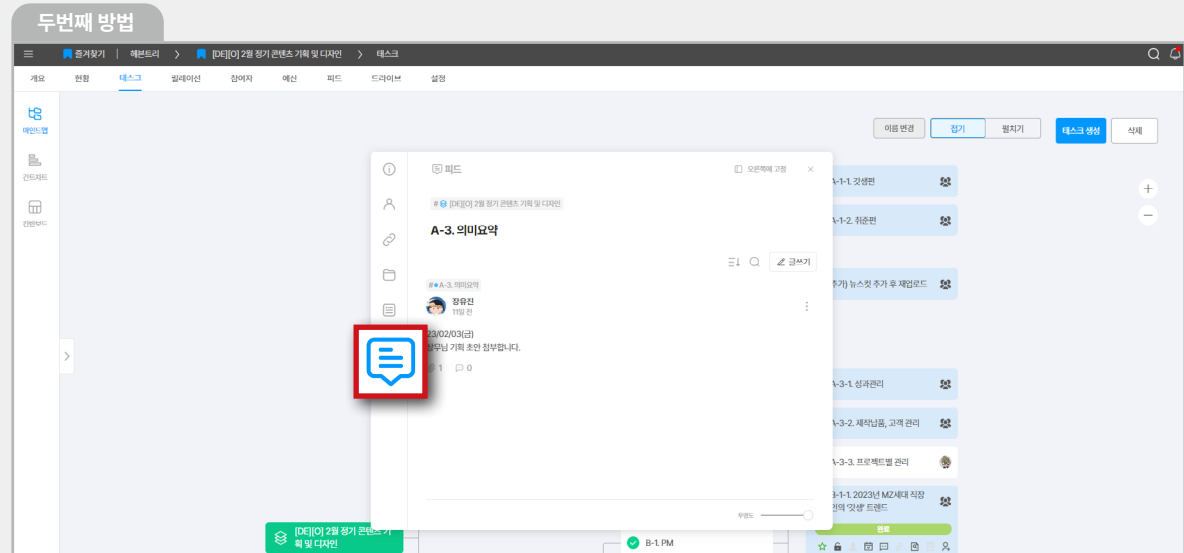 두번째 방법
즐겨찾기 | 헤븐트리 > [DE][O] 2월 정기 콘텐츠 기획 및 디자인 > 태스크
개요 현황 태스크 릴레이션 참여자 예산 피드 드라이브 설정
마인드맵
간트차트
칸반보드
이름 변경 접기 펼치기 태스크 생성 삭제
피드
오른쪽에 고정
# [DE][O] 2월 정기 콘텐츠 기획 및 디자인
A-3. 의미요약
글쓰기
# A-3. 의미요약
장유진
11일 전
23/02/03(금)
기획 초안 첨부합니다.
1 0
투명도
A-1-1. 갓생편
A-1-2. 취준편
추가) 뉴스컷 추가 후 재업로드
A-3-1. 성과관리
A-3-2. 제작납품, 고객 관리
A-3-3. 프로젝트별 관리
B-1-1. 2023년 MZ세대 직장
인의 '갓생' 트렌드
완료
[DE][O] 2월 정기 콘텐츠 기
획 및 디자인
B-1. PM